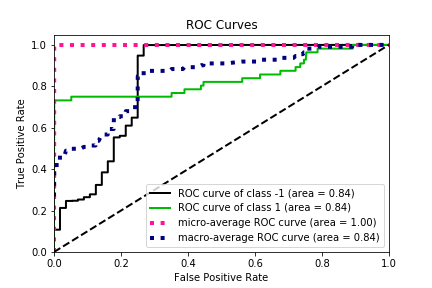 ROC Curves
True Positive Rate
1.0
0.8
0.6
0.4
0.2
0.0
ROC curve of class -1 (area = 0.84)
ROC curve of class 1 (area = 0.84)
micro-average ROC curve (area = 1.00)
macro-average ROC curve (area = 0.84)
0.0 0.2 0.4 0.6 0.8 1.0
False Positive Rate